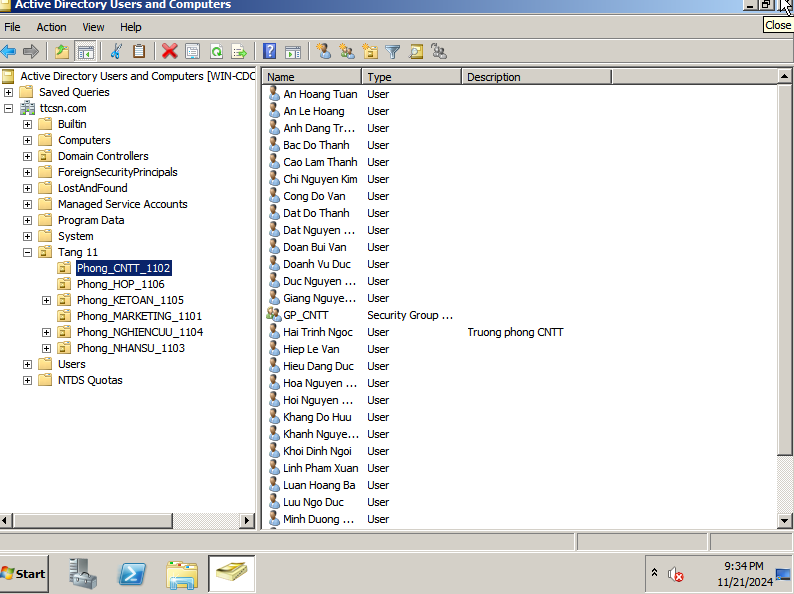 Active Directory Users and Computers
File Action View Help
Close
Active Directory Users and Computers [WIN-CDC
Saved Queries
ttcsn.com
Builtin
Computers
Domain Controllers
ForeignSecurityPrincipals
LostAndFound
Managed Service Accounts
Program Data
System
Tang 11
Phong_CNTT_1102
Phong_HOP_1106
Phong_KETOAN_1105
Phong_MARKETING_1101
Phong_NGHIENCUU_1104
Phong_NHANSU_1103
Users
NTDS Quotas
Name Type Description
An Hoang Tuan User
An Le Hoang User
Anh Dang Tr... User
Bac Do Thanh User
Cao Lam Thanh User
Chi Nguyen Kim User
Cong Do Van User
Dat Do Thanh User
Dat Nguyen ... User
Doan Bui Van User
Doanh Vu Duc User
Duc Nguyen ... User
Giang Nguye... User
GP_CNTT Security Group ...
Hai Trinh Ngoc User Truong phong CNTT
Hiep Le Van User
Hieu Dang Duc User
Hoa Nguyen ... User
Hoi Nguyen ... User
Khang Do Huu User
Khanh Nguye... User
Khoi Dinh Ngoi User
Linh Pham Xuan User
Luan Hoang Ba User
Luu Ngo Duc User
Minh Duong ... User
Start
9:34 PM
11/21/2024